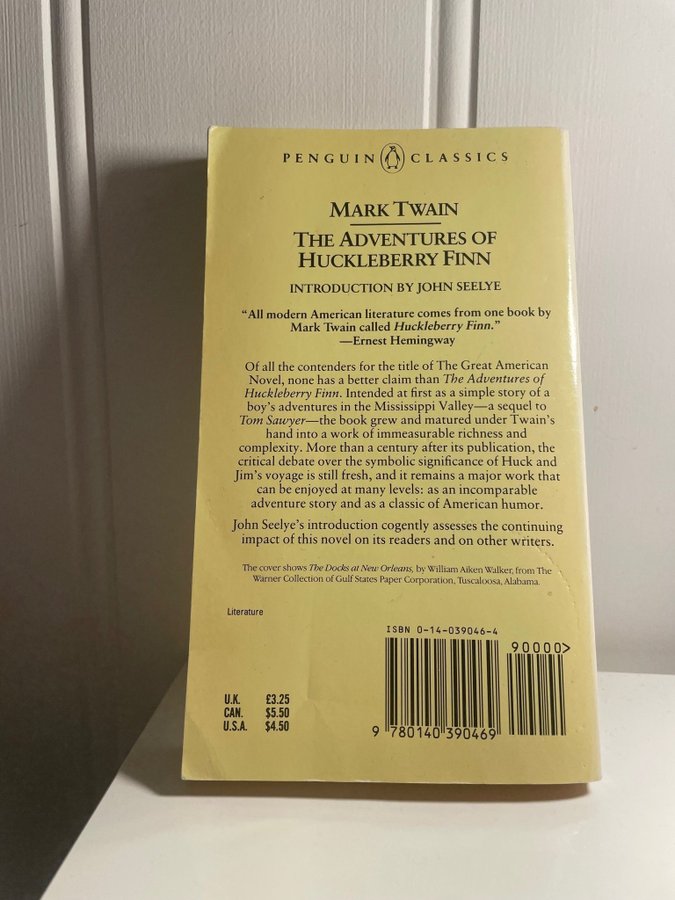 PENGUIN CLASSICS
MARK TWAIN
THE ADVENTURES OF
HUCKLEBERRY FINN
INTRODUCTION BY JOHN SEELYE
“All modern American literature comes from one book by
Mark Twain called Huckleberry Finn.”
—Ernest Hemingway
Of all the contenders for the title of The Great American
Novel, none has a better claim than The Adventures of
Huckleberry Finn. Intended at first as a simple story of a
boy’s adventures in the Mississippi Valley—a sequel to
Tom Sawyer—the book grew and matured under Twain’s
hand into a work of immeasurable richness and
complexity. More than a century after its publication, the
critical debate over the symbolic significance of Huck and
Jim’s voyage is still fresh, and it remains a major work that
can be enjoyed at many levels: as an incomparable
adventure story and as a classic of American humor.
John Seelye’s introduction cogently assesses the continuing
impact of this novel on its readers and on other writers.
The cover shows The Docks at New Orleans, by William Aiken Walker, from The
Warner Collection of Gulf States Paper Corporation, Tuscaloosa, Alabama.
Literature
ISBN 0-14-039046-4
90000>
U.K. £3.25
CAN. $5.50
U.S.A. $4.50
9 780140 390469